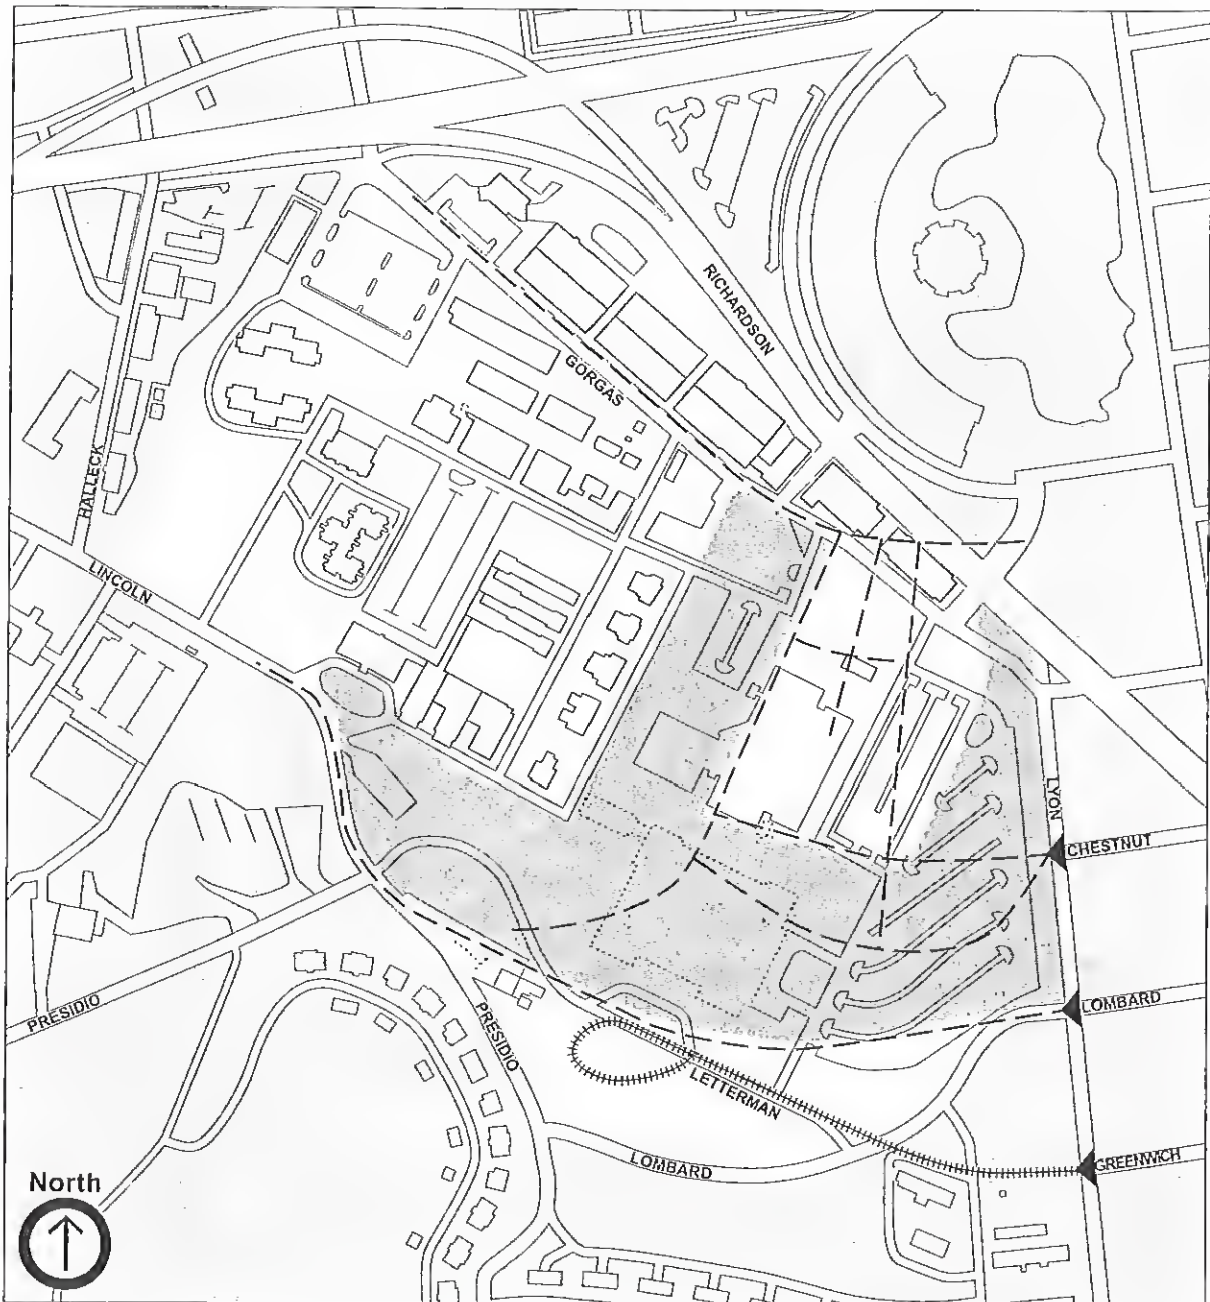 RICHARDSON
GORGAS
HALLECK
LINCOLN
LYON
CHESTNUT
LOMBARD
PRESIDIO
PRESIDIO
LETTERMAN
LOMBARD
GREENWICH
North